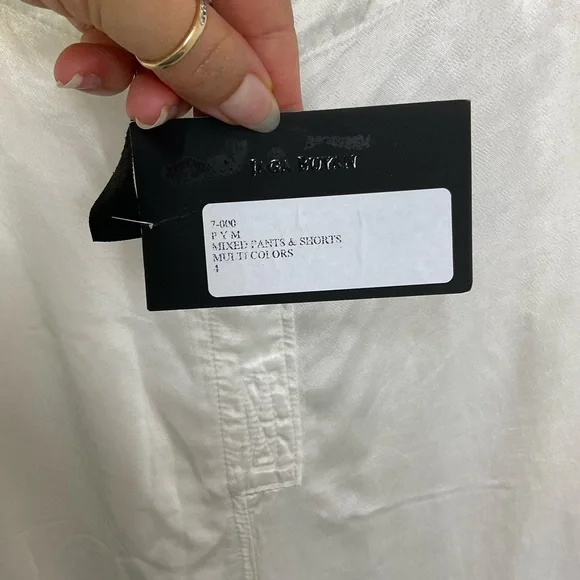 7-000
P Y M
MIXED PANTS & SHORTS
MULTI COLORS
4